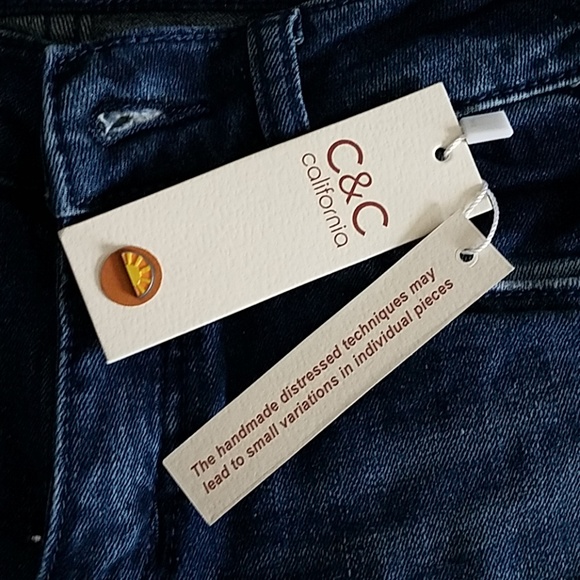 C&C
california
The handmade distressed techniques may
lead to small variations in individual pieces